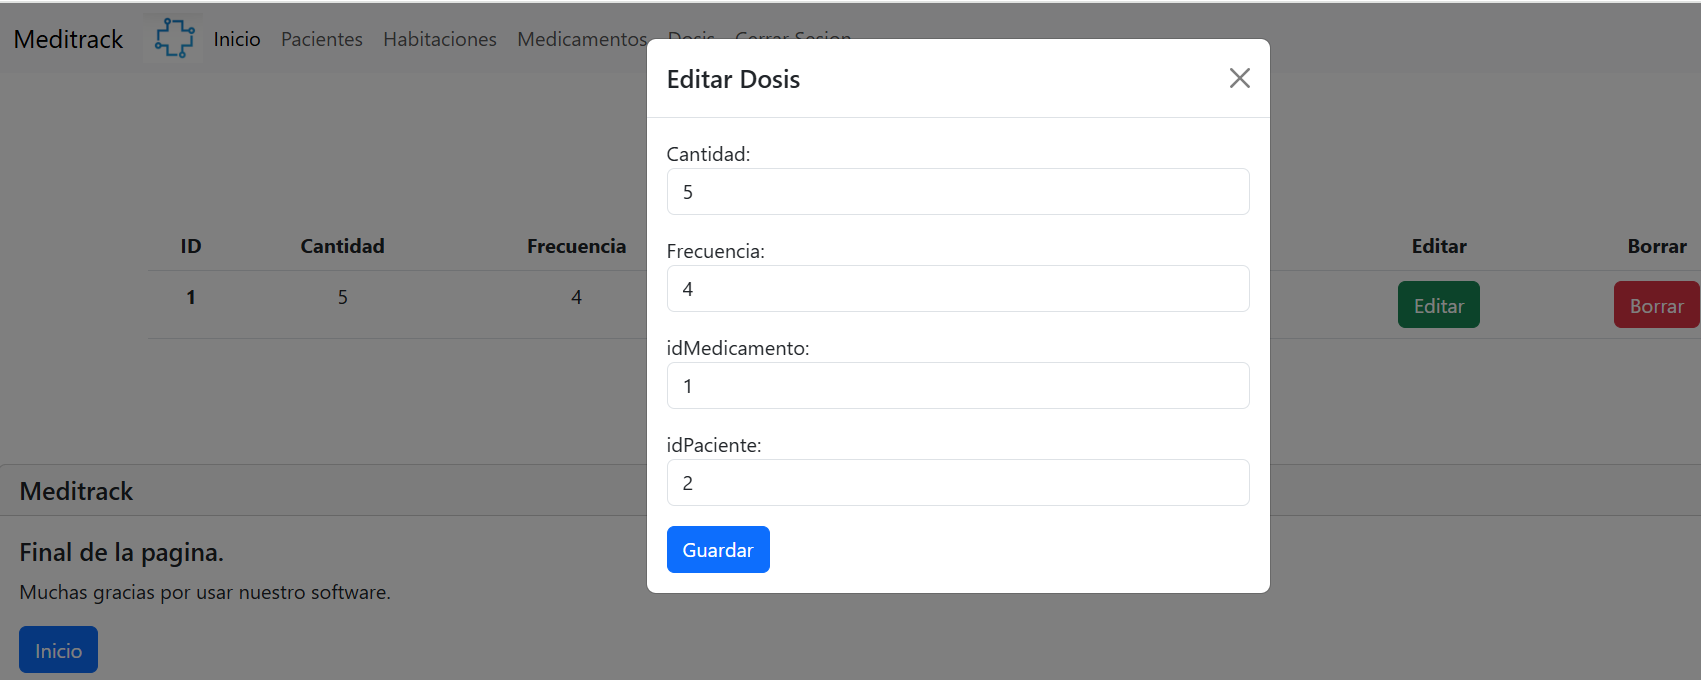 Meditrack Inicio Pacientes Habitaciones Medicamentos Dosis Cerrar Sesion
Editar Dosis
Cantidad:
5
Frecuencia:
4
idMedicamento:
1
idPaciente:
2
Guardar
ID Cantidad Frecuencia Editar Borrar
1 5 4 Editar Borrar
Meditrack
Final de la pagina.
Muchas gracias por usar nuestro software.
Inicio